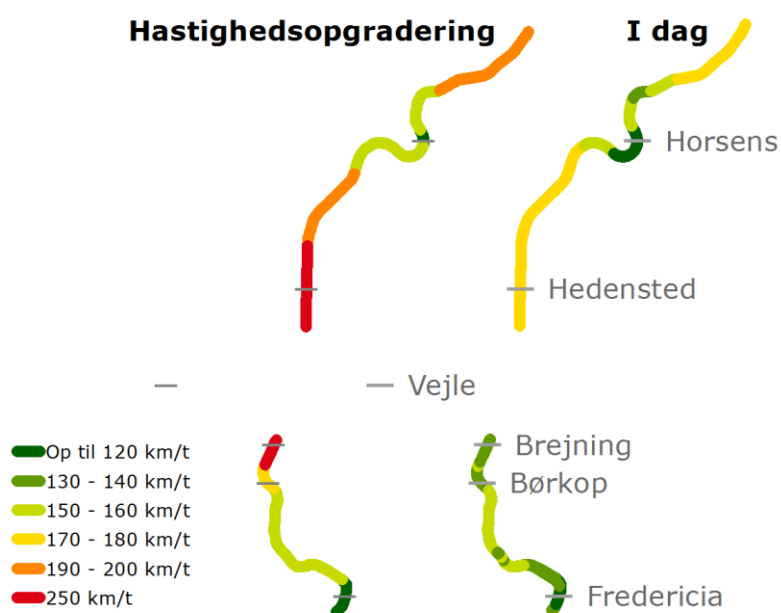 Hastighedsopgradering
I dag
Horsens
Hedensted
Vejle
Brejning
Børkop
Fredericia
Op til 120 km/t
130 - 140 km/t
150 - 160 km/t
170 - 180 km/t
190 - 200 km/t
250 km/t